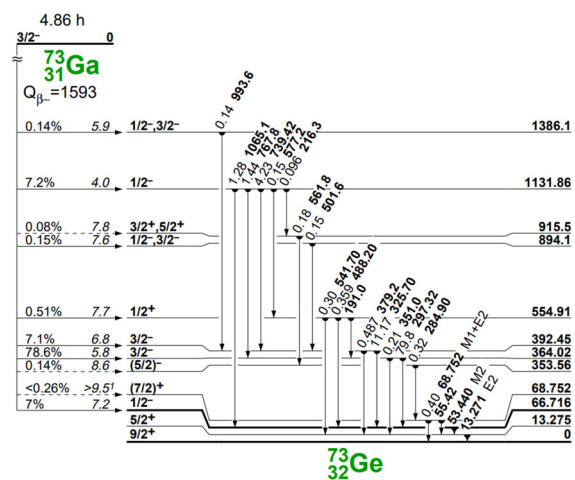 4.86 h
3/2⁻ 0
73
31Ga
Qβ−=1593
0.14% 5.9 1/2⁻,3/2⁻ 1386.1
0.14 993.6
7.2% 4.0 1/2⁻ 1131.86
1.28 1065.1
1.44 767.8
4.23 739.42
0.15 577.2
0.096 216.3
0.08% 7.8 3/2⁺,5/2⁺ 915.5
0.15% 7.6 1/2⁻,3/2⁻ 894.1
0.18 561.8
0.15 501.6
0.51% 7.7 1/2⁺ 554.91
0.30 541.70
0.359 488.20
191.0
7.1% 6.8 3/2⁻ 392.45
78.6% 5.8 3/2⁻ 364.02
0.14% 8.6 (5/2)⁻ 353.56
0.487 379.2
11.17 325.70
0.21 351.0
79.8 297.32
0.32 284.90
<0.26% >9.5¹ (7/2)⁺ 68.752
7% 7.2 1/2⁻ 66.716
5/2⁺ 13.275
9/2⁺ 0
0.40 68.752 M1+E2
55.42
53.440 M2
13.271 E2
73
32Ge